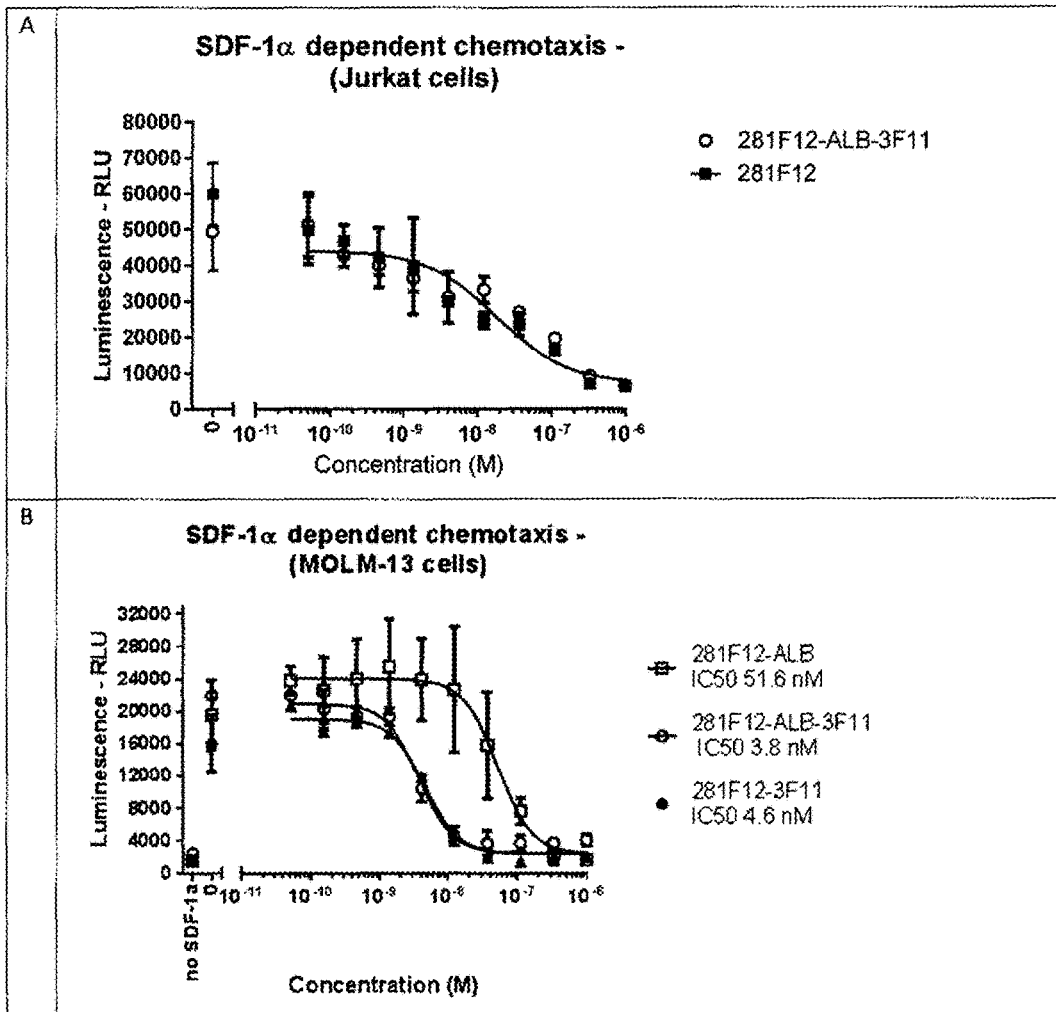 A
SDF-1α dependent chemotaxis -
(Jurkat cells)
80000
70000
60000
50000
40000
30000
20000
10000
0
Luminescence - RLU
0
10-11
10-10
10-9
10-8
10-7
10-6
Concentration (M)
281F12-ALB-3F11
281F12
B
SDF-1α dependent chemotaxis -
(MOLM-13 cells)
32000
28000
24000
20000
16000
12000
8000
4000
0
Luminescence - RLU
no SDF-1a
0
10-11
10-10
10-9
10-8
10-7
10-6
Concentration (M)
281F12-ALB
IC50 51.6 nM
281F12-ALB-3F11
IC50 3.8 nM
281F12-3F11
IC50 4.6 nM